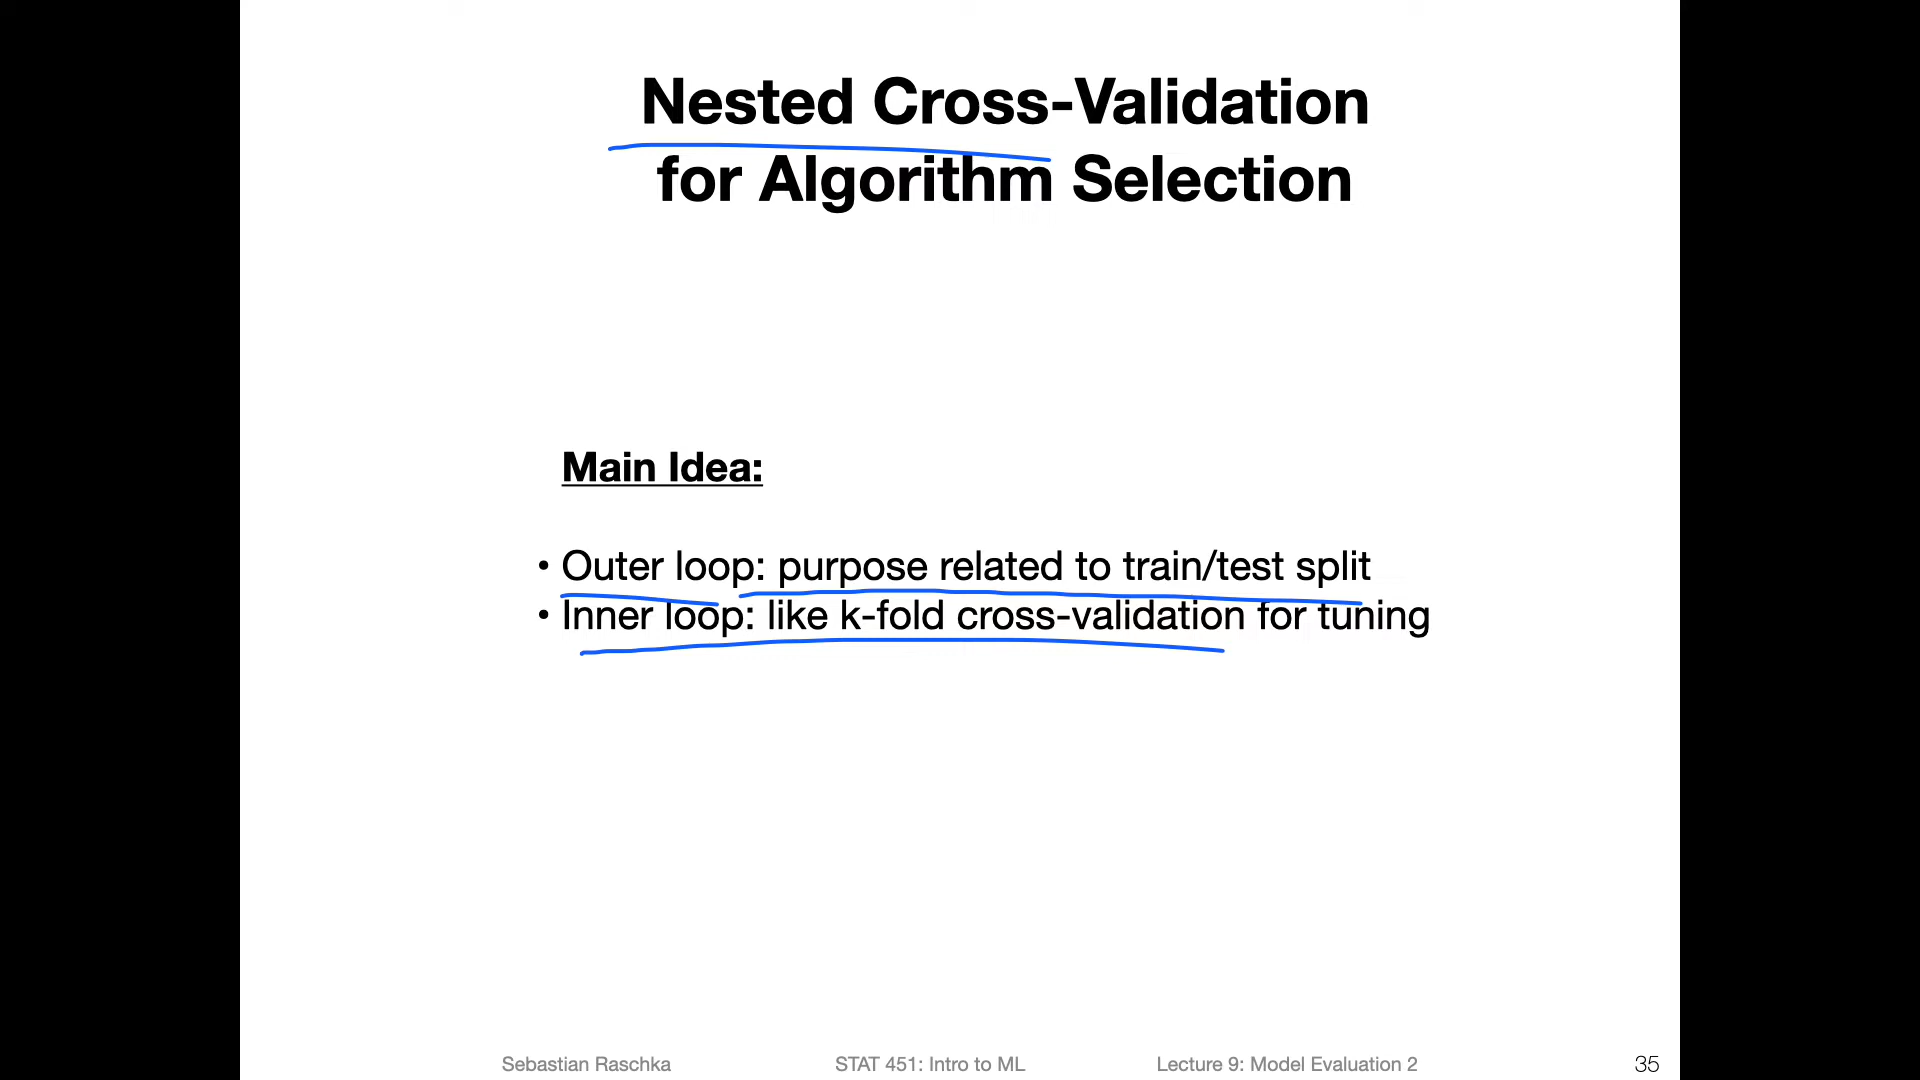 Nested Cross-Validation
for Algorithm Selection
Main Idea:
• Outer loop: purpose related to train/test split
• Inner loop: like k-fold cross-validation for tuning
Sebastian Raschka STAT 451: Intro to ML Lecture 9: Model Evaluation 2 35